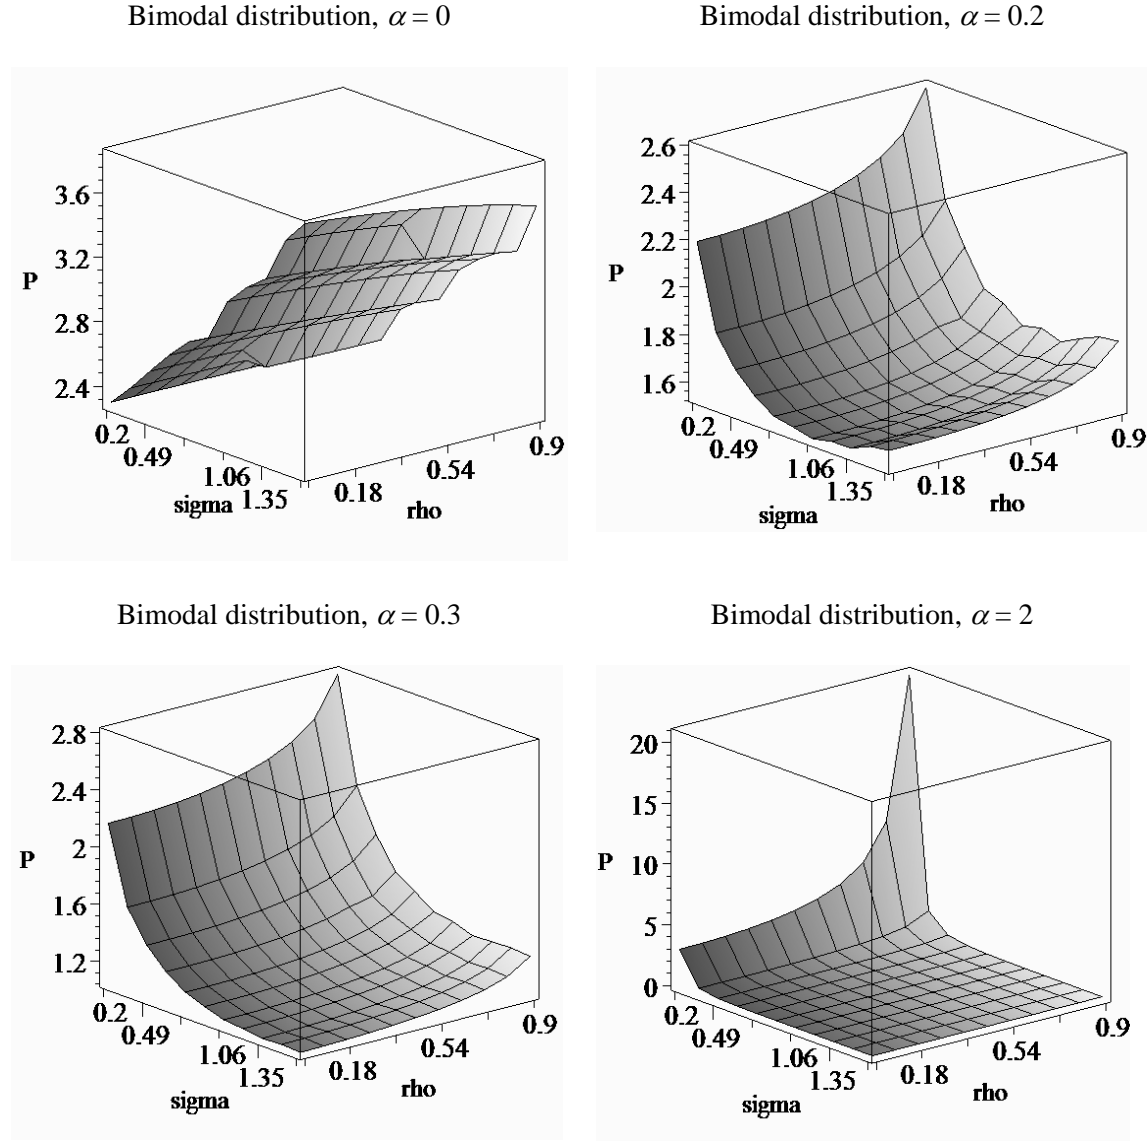 Bimodal distribution, α = 0
Bimodal distribution, α = 0.2
3.6
3.2
P
2.8
2.4
0.2
0.49
1.06
sigma 1.35
0.18
rho
0.54
0.9
2.6
2.4
2.2
P
2
1.8
1.6
0.2
0.49
1.06
1.35
sigma
0.18
rho
0.54
0.9
Bimodal distribution, α = 0.3
Bimodal distribution, α = 2
2.8
2.4
2
P
1.6
1.2
0.2
0.49
1.06
1.35
sigma
0.18
rho
0.54
0.9
20
15
P 10
5
0
0.2
0.49
1.06
1.35
sigma
0.18
rho
0.54
0.9